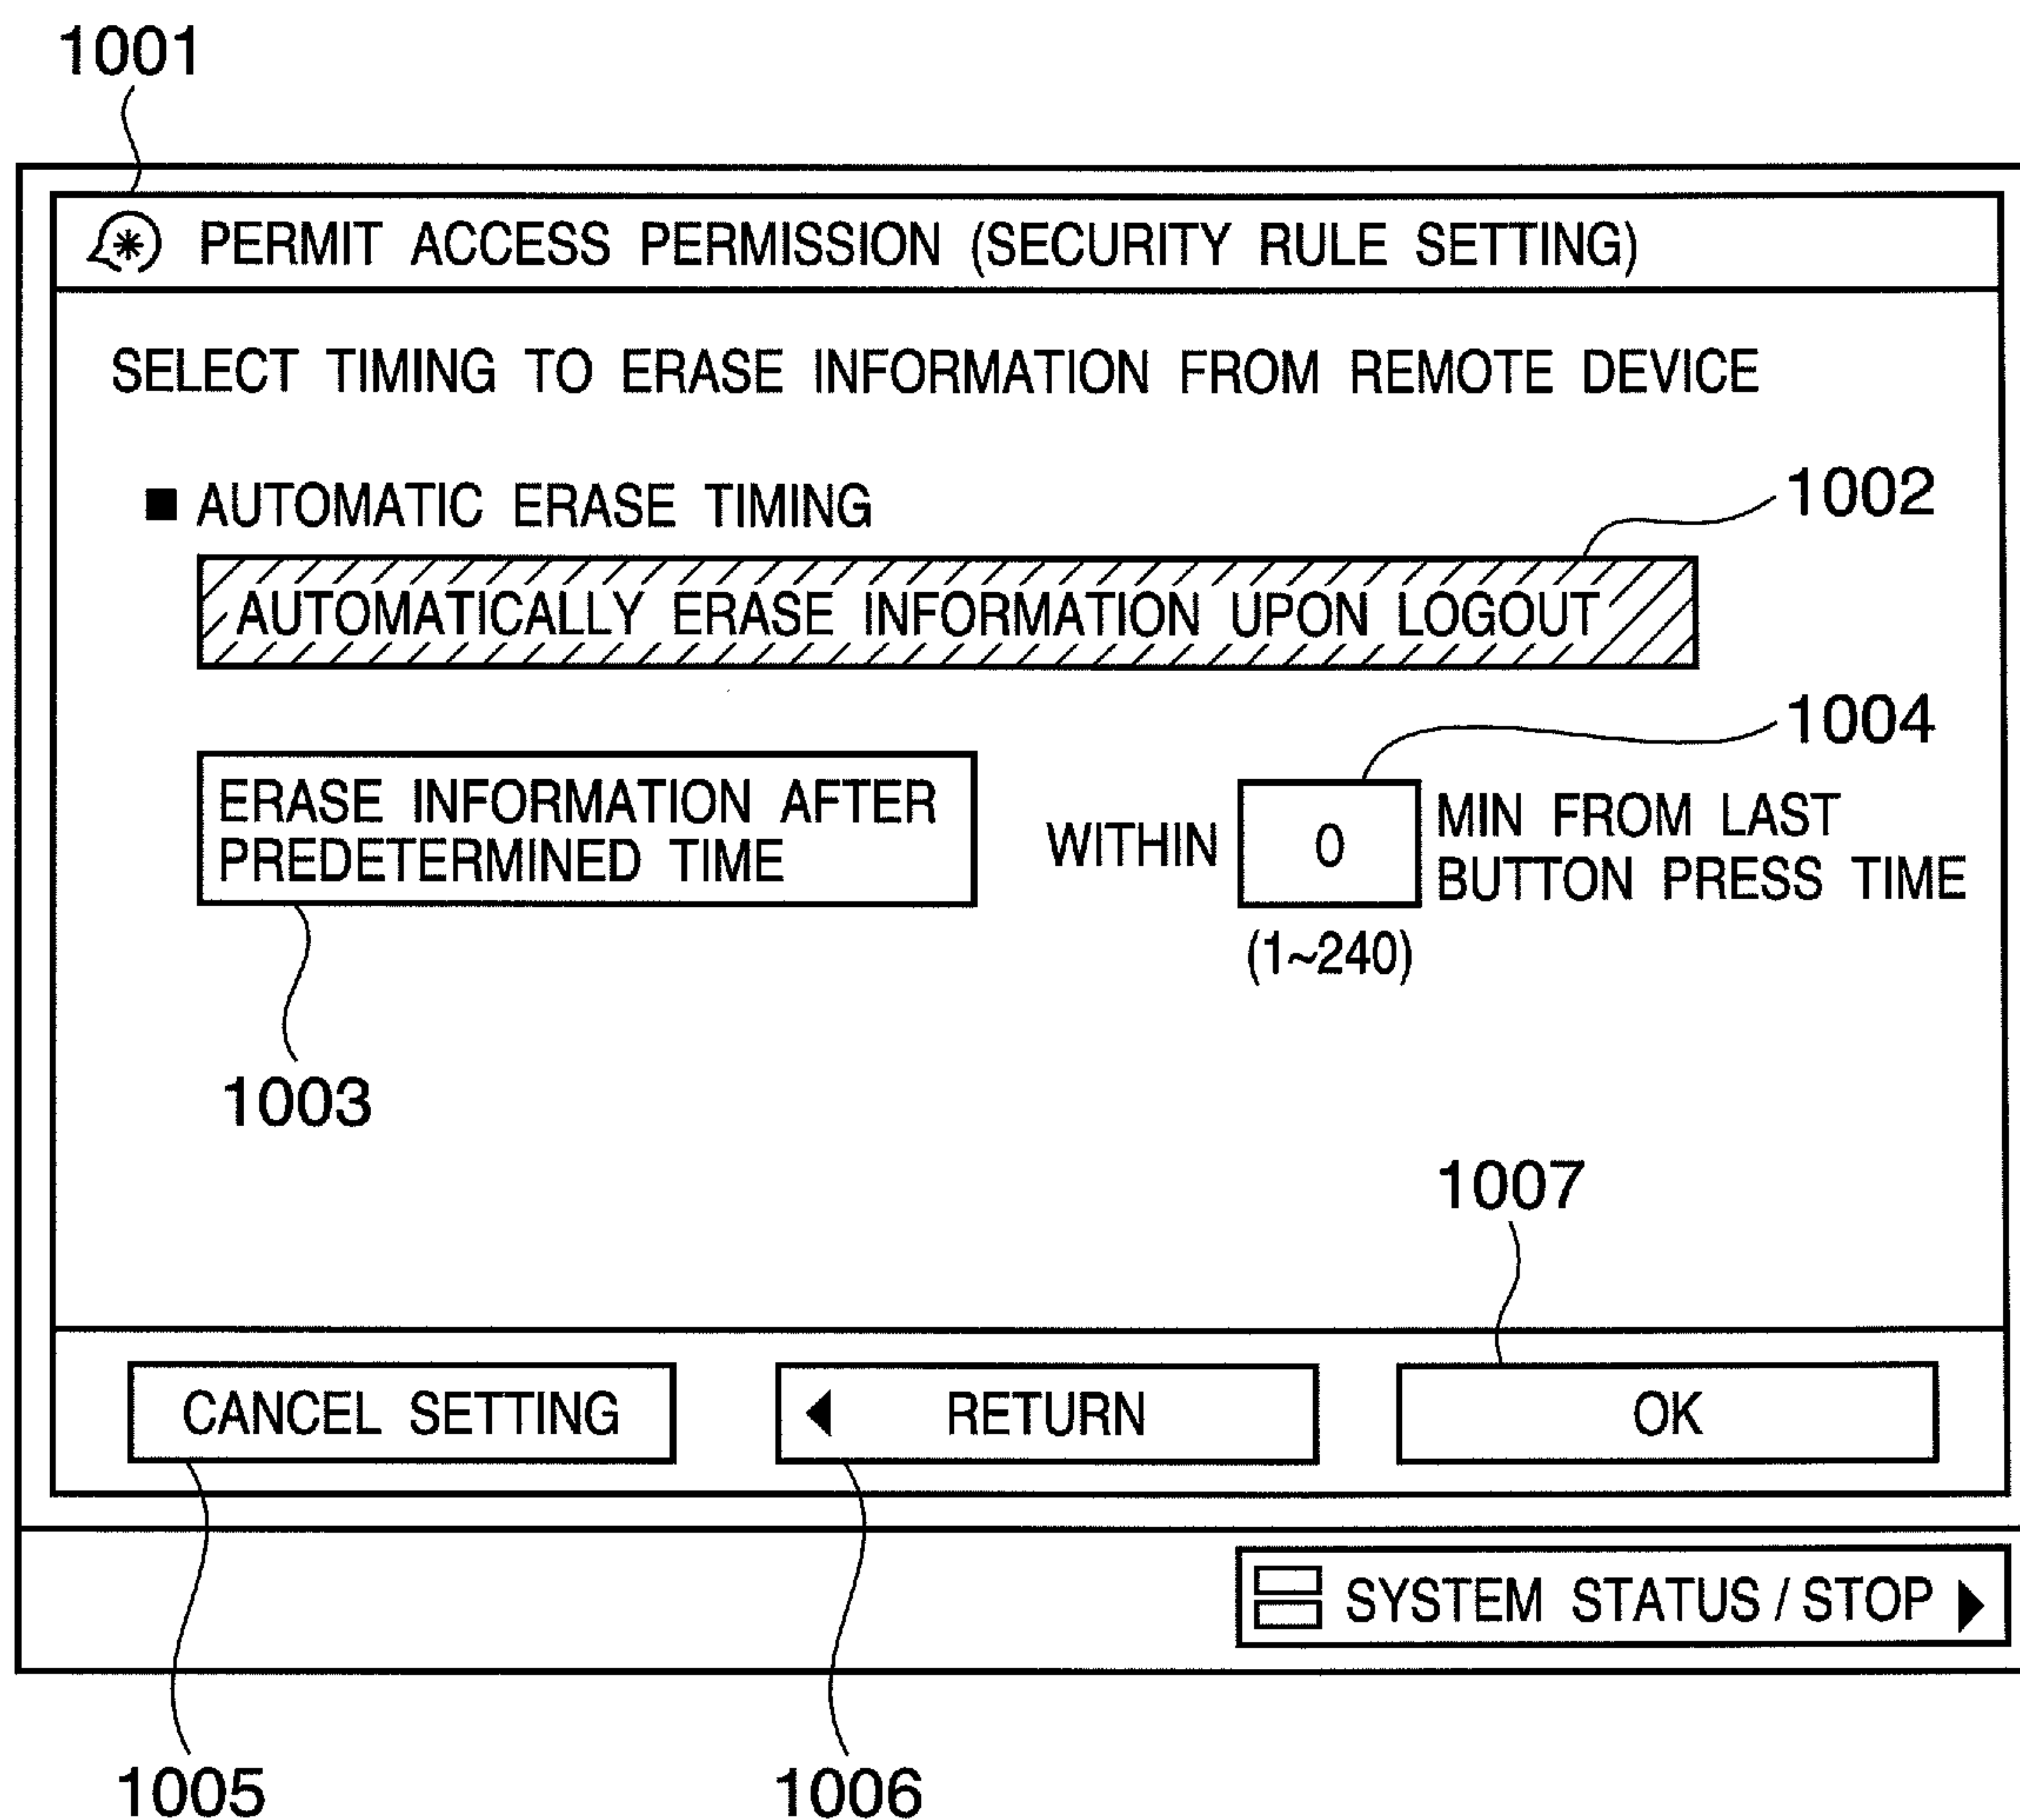 1001
PERMIT ACCESS PERMISSION (SECURITY RULE SETTING)
SELECT TIMING TO ERASE INFORMATION FROM REMOTE DEVICE
■ AUTOMATIC ERASE TIMING
1002
AUTOMATICALLY ERASE INFORMATION UPON LOGOUT
1004
ERASE INFORMATION AFTER
PREDETERMINED TIME
WITHIN 0 MIN FROM LAST
BUTTON PRESS TIME
(1~240)
1003
1007
CANCEL SETTING
RETURN
OK
SYSTEM STATUS / STOP
1005
1006